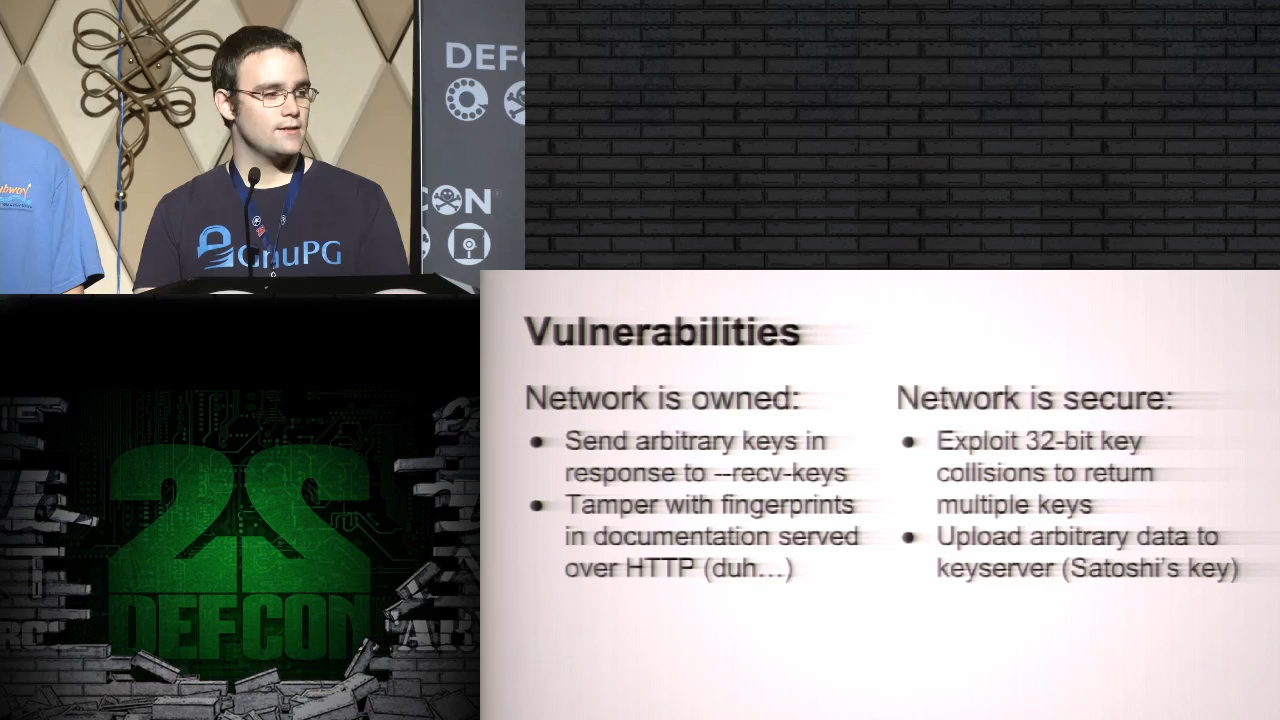 DEFC
CON
GnuPG
Vulnerabilities
Network is owned:
● Send arbitrary keys in
response to --recv-keys
● Tamper with fingerprints
in documentation served
over HTTP (duh...)
Network is secure:
● Exploit 32-bit key
collisions to return
multiple keys
● Upload arbitrary data to
keyserver (Satoshi's key)
22
DEFCON